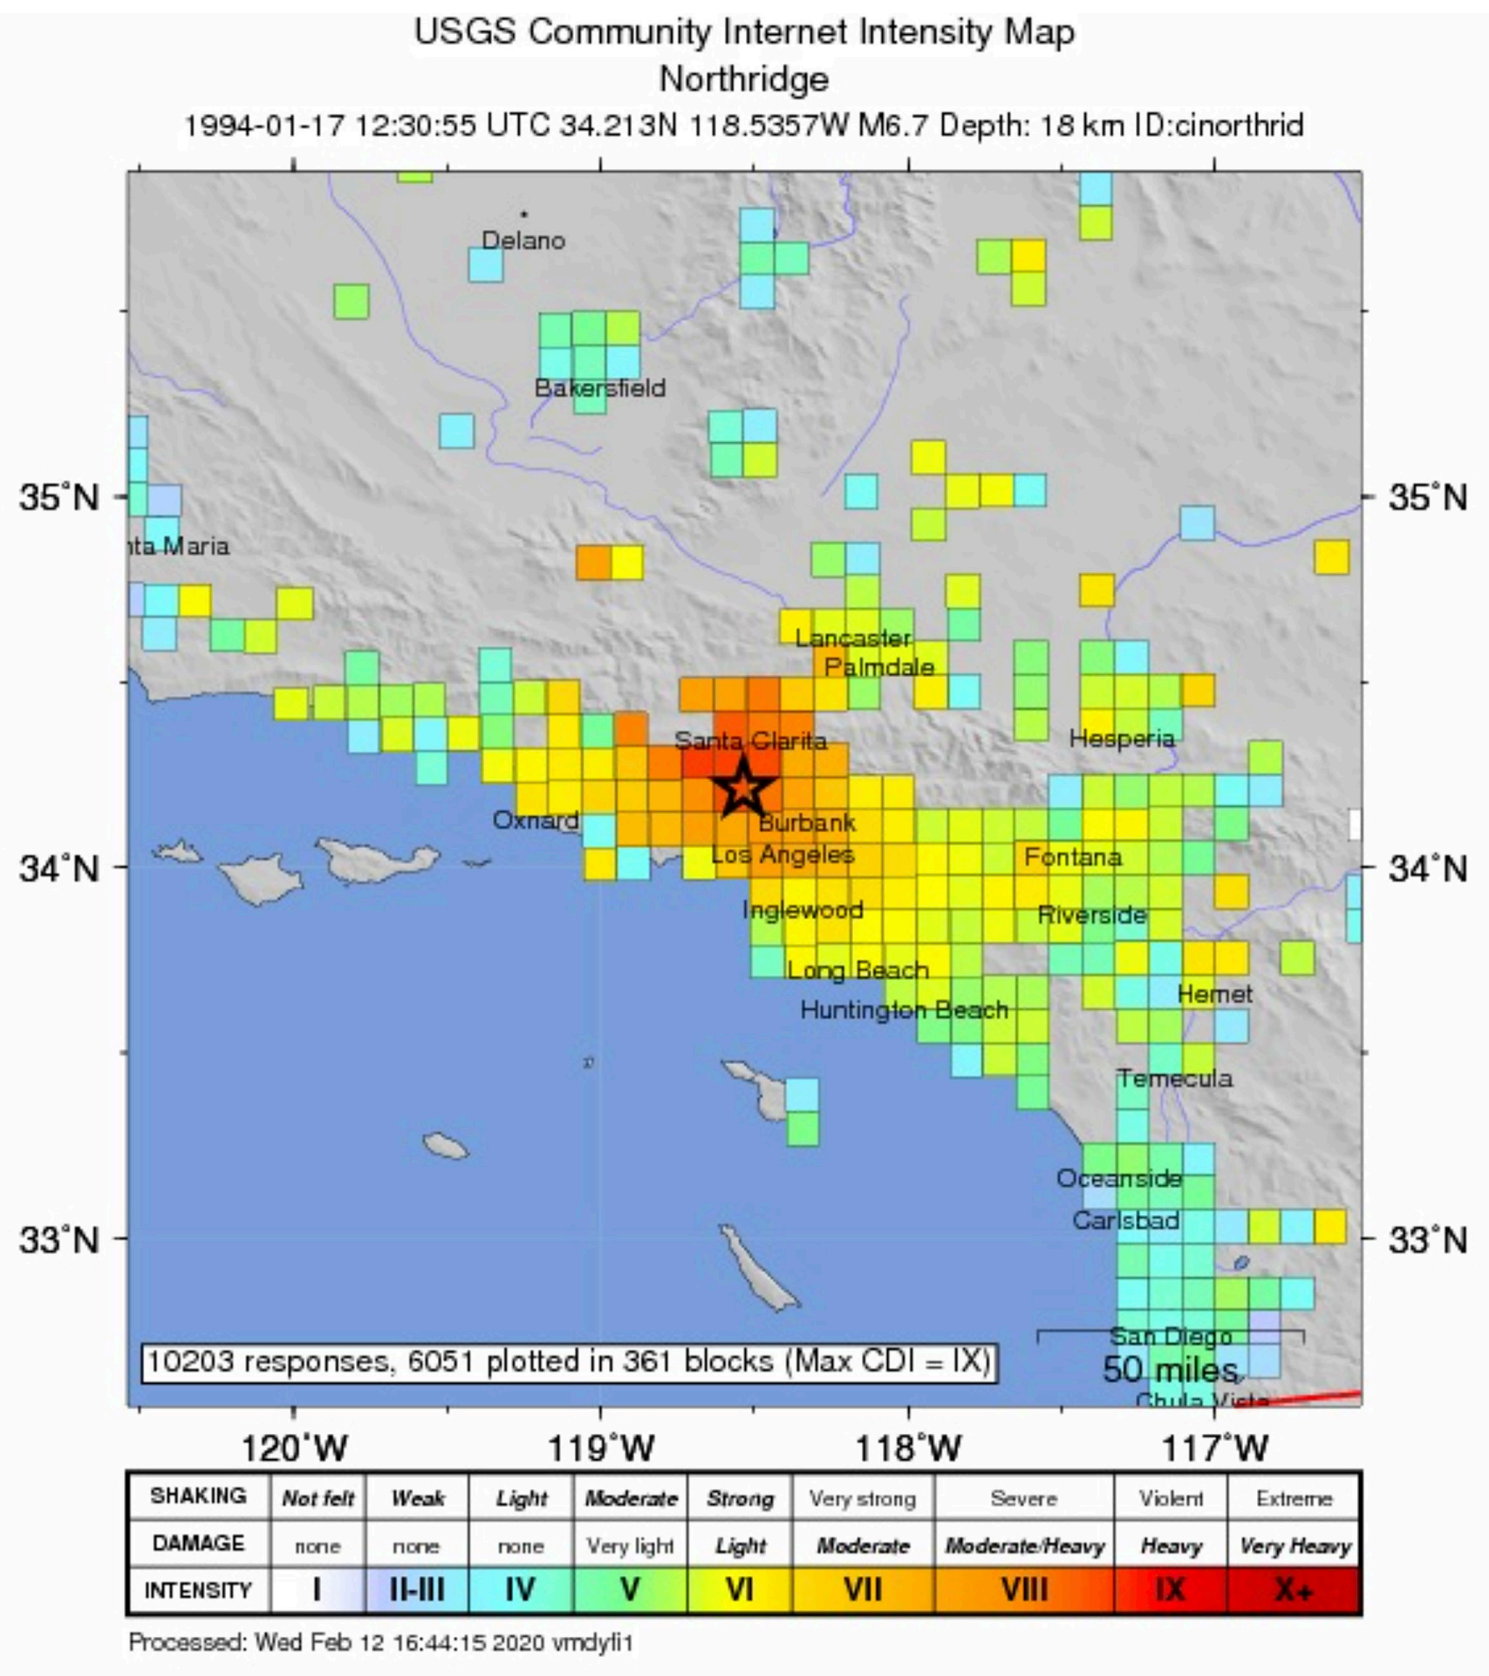 USGS Community Internet Intensity Map
Northridge
1994-01-17 12:30:55 UTC 34.213N 118.5357W M6.7 Depth: 18 km ID:cinorthrid
Delano
Bakersfield
35°N 35°N
nta Maria
Lancaster
Palmdale
Santa Clarita
Hesperia
Oxnard
Burbank
Los Angeles
Fontana
34°N 34°N
Inglewood
Riverside
Long Beach
Hemet
Huntington Beach
Temecula
Oceanside
Carlsbad
33°N 33°N
San Diego
10203 responses, 6051 plotted in 361 blocks (Max CDI = IX)
50 miles
Chula Vista
120°W 119°W 118°W 117°W
SHAKING Not felt Weak Light Moderate Strong Very strong Severe Violent Extreme
DAMAGE none none none Very light Light Moderate Moderate/Heavy Heavy Very Heavy
INTENSITY I II-III IV V VI VII VIII IX X+
Processed: Wed Feb 12 16:44:15 2020 vmdyfi1